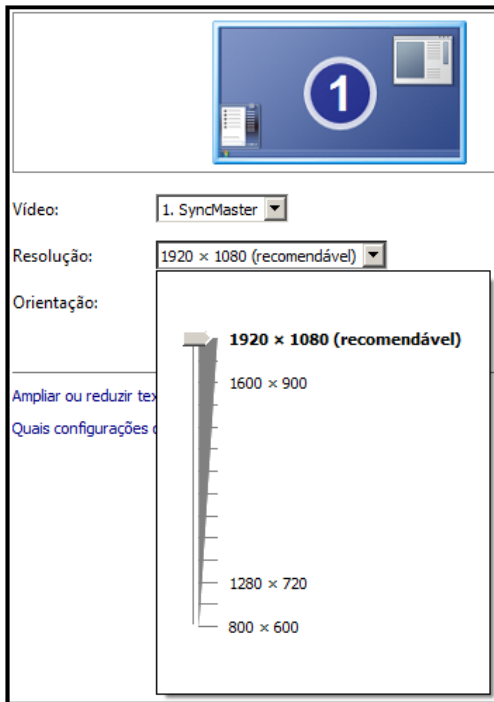 1
Vídeo:
1. SyncMaster
Resolução:
1920 × 1080 (recomendável)
Orientação:
1920 × 1080 (recomendável)
1600 × 900
Ampliar ou reduzir
Quais configurações
1280 × 720
800 × 600